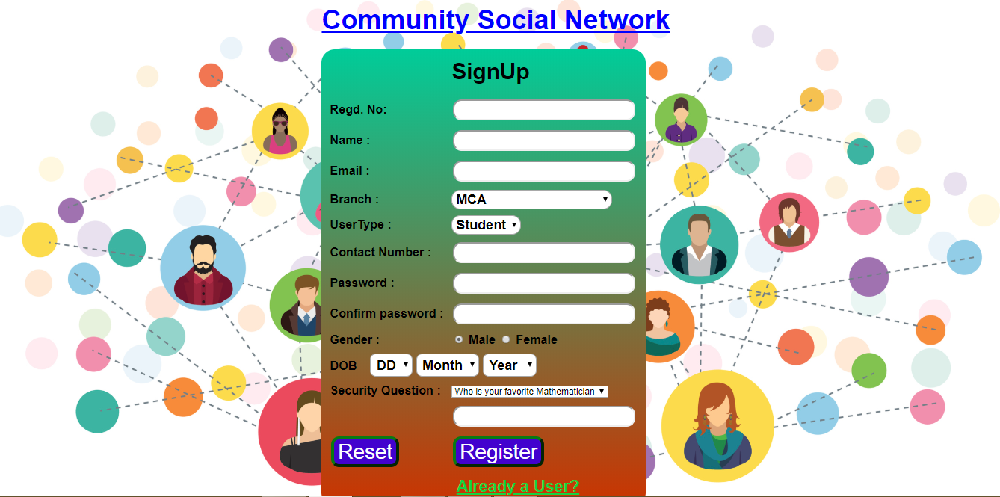 Community Social Network
SignUp
Regd. No:
Name :
Email :
Branch : MCA
UserType : Student
Contact Number :
Password :
Confirm password :
Gender : Male Female
DOB DD Month Year
Security Question : Who is your favorite Mathematician
Reset Register
Already a User?